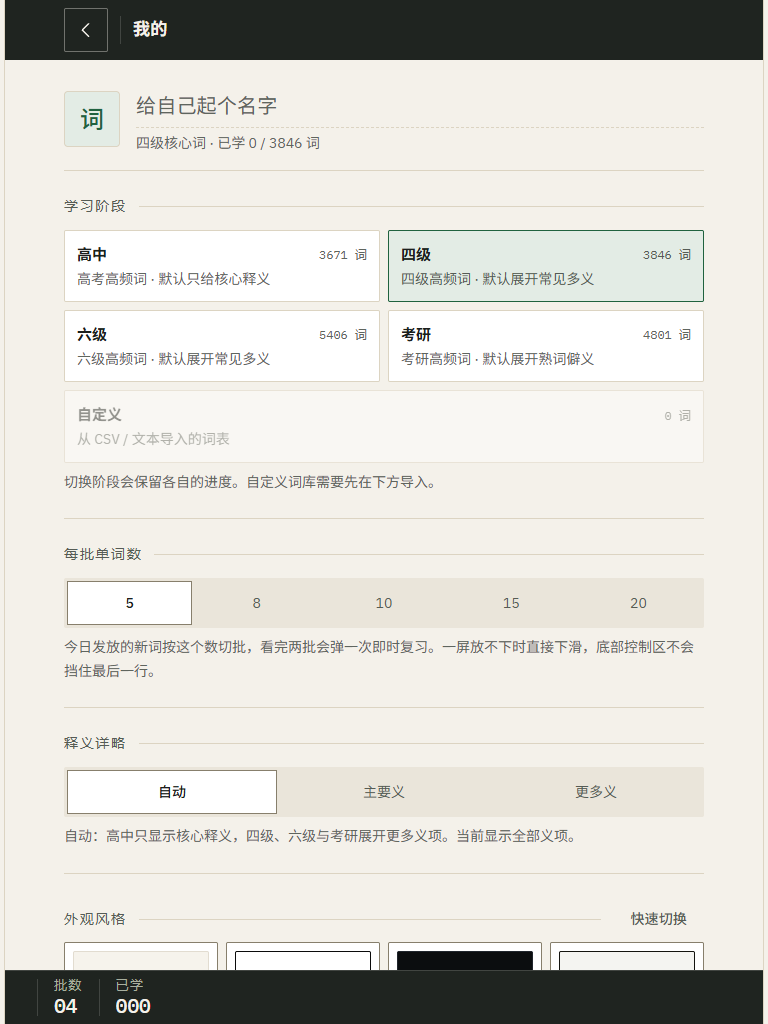 我的
词
给自己起个名字
四级核心词 · 已学 0 / 3846 词
学习阶段
高中 3671 词
高考高频词 · 默认只给核心释义
四级 3846 词
四级高频词 · 默认展开常见多义
六级 5406 词
六级高频词 · 默认展开常见多义
考研 4801 词
考研高频词 · 默认展开熟词僻义
自定义 0 词
从 CSV / 文本导入的词表
切换阶段会保留各自的进度。自定义词库需要先在下方导入。
每批单词数
5 8 10 15 20
今日发放的新词按这个数切批，看完两批会弹一次即时复习。一屏放不下时直接下滑，底部控制区不会
挡住最后一行。
释义详略
自动 主要义 更多义
自动：高中只显示核心释义，四级、六级与考研展开更多义项。当前显示全部义项。
外观风格 快速切换
批数 已学
04 000